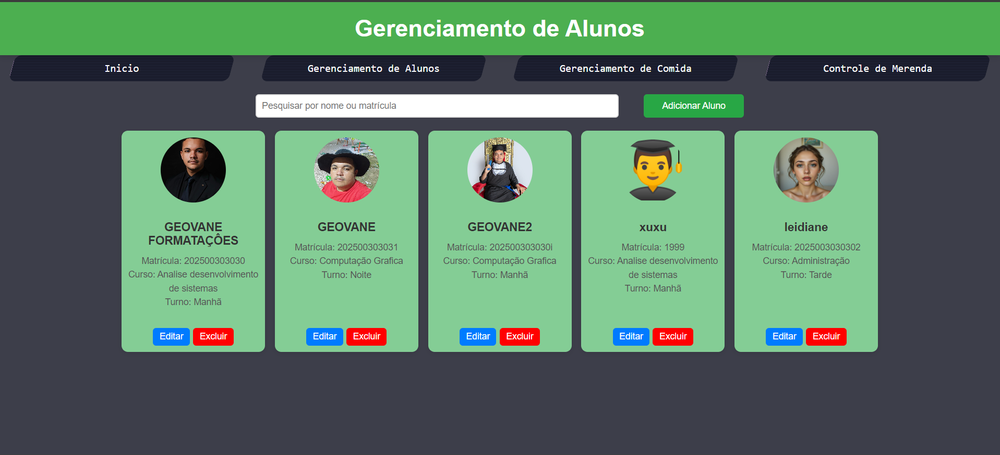 Gerenciamento de Alunos
Inicio
Gerenciamento de Alunos
Gerenciamento de Comida
Controle de Merenda
Pesquisar por nome ou matrícula
Adicionar Aluno
GEOVANE
FORMATAÇÔES
Matrícula: 202500303030
Curso: Analise desenvolvimento
de sistemas
Turno: Manhã
Editar
Excluir
GEOVANE
Matrícula: 202500303031
Curso: Computação Grafica
Turno: Noite
Editar
Excluir
GEOVANE2
Matrícula: 202500303030i
Curso: Computação Grafica
Turno: Manhã
Editar
Excluir
xuxu
Matrícula: 1999
Curso: Analise desenvolvimento
de sistemas
Turno: Manhã
Editar
Excluir
leidiane
Matrícula: 2025003030302
Curso: Administração
Turno: Tarde
Editar
Excluir